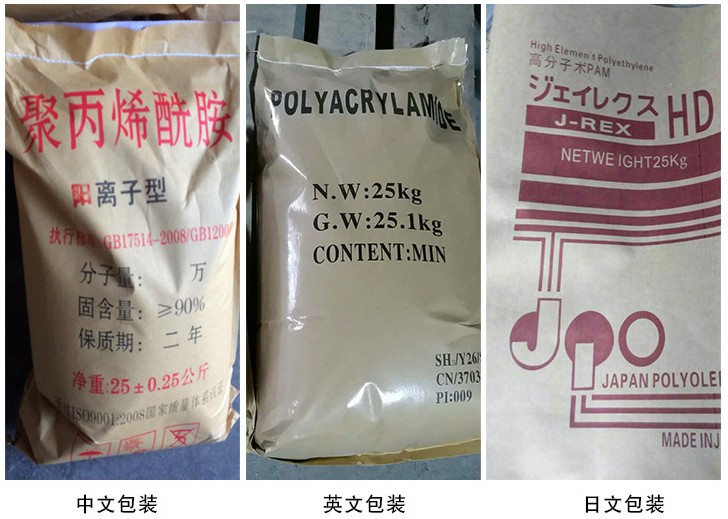 聚丙烯酰胺
阳离子型
执行标准:GB17514-2008/GB1200
分子量: 万
固含量: ≥90%
保质期: 二年
净重:25±0.25公斤
ISO9001:2008国家质量体系认证
中文包装
POLYACRYLAMIDE
N.W:25kg
G.W:25.1kg
CONTENT:MIN
SH
/Y26
CN/3703
PI:009
英文包装
High Element Polyethylene
高分子术PAM
ジェイレクス HD
J-REX
NETWE IGHT25Kg
JPO
JAPAN POLYOLE
MADE IN J
日文包装